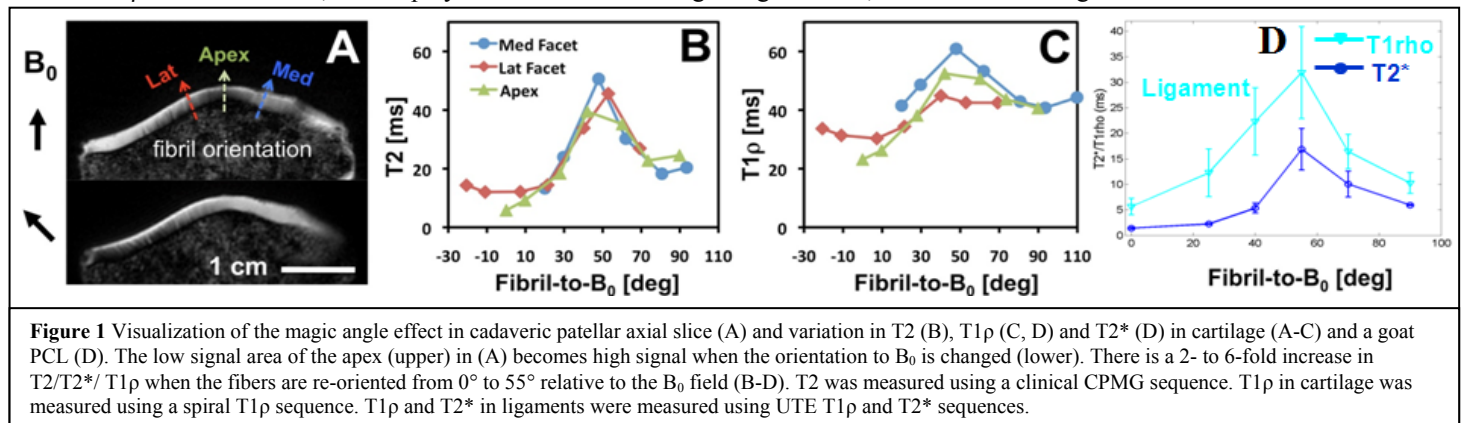 A
B₀
Lat
Apex
Med
fibril orientation
1 cm
B
T2 [ms]
60
40
20
0
Med Facet
Lat Facet
Apex
-30 -10 10 30 50 70 90 110
Fibril-to-B₀ [deg]
C
T1ρ [ms]
60
40
20
0
-30 -10 10 30 50 70 90 110
Fibril-to-B₀ [deg]
D
T1rho
T2*
Ligament
T2*/T1rho (ms)
40
35
30
25
20
15
10
5
0
0 20 40 60 80 100
Fibril-to-B₀ [deg]
Figure 1 Visualization of the magic angle effect in cadaveric patellar axial slice (A) and variation in T2 (B), T1ρ (C, D) and T2* (D) in cartilage (A-C) and a goat
PCL (D). The low signal area of the apex (upper) in (A) becomes high signal when the orientation to B₀ is changed (lower). There is a 2- to 6-fold increase in
T2/T2*/ T1ρ when the fibers are re-oriented from 0° to 55° relative to the B₀ field (B-D). T2 was measured using a clinical CPMG sequence. T1ρ in cartilage was
measured using a spiral T1ρ sequence. T1ρ and T2* in ligaments were measured using UTE T1ρ and T2* sequences.